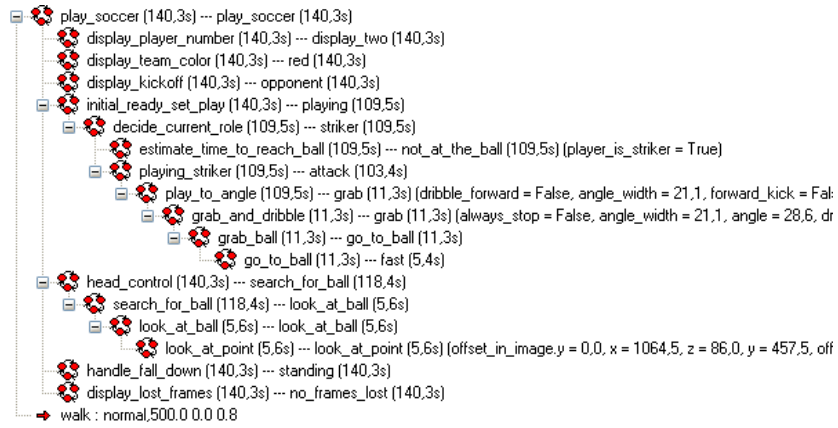 play_soccer (140,3s) --- play_soccer (140,3s)
display_player_number (140,3s) --- display_two (140,3s)
display_team_color (140,3s) --- red (140,3s)
display_kickoff (140,3s) --- opponent (140,3s)
initial_ready_set_play (140,3s) --- playing (109,5s)
decide_current_role (109,5s) --- striker (109,5s)
estimate_time_to_reach_ball (109,5s) --- not_at_the_ball (109,5s) (player_is_striker = True)
playing_striker (109,5s) --- attack (103,4s)
play_to_angle (109,5s) --- grab (11,3s) (dribble_forward = False, angle_width = 21,1, forward_kick = Fal
grab_and_dribble (11,3s) --- grab (11,3s) (always_stop = False, angle_width = 21,1, angle = 28,6, dr
grab_ball (11,3s) --- go_to_ball (11,3s)
go_to_ball (11,3s) --- fast (5,4s)
head_control (140,3s) --- search_for_ball (118,4s)
search_for_ball (118,4s) --- look_at_ball (5,6s)
look_at_ball (5,6s) --- look_at_ball (5,6s)
look_at_point (5,6s) --- look_at_point (5,6s) (offset_in_image.y = 0,0, x = 1064,5, z = 86,0, y = 457,5, off
handle_fall_down (140,3s) --- standing (140,3s)
display_lost_frames (140,3s) --- no_frames_lost (140,3s)
walk : normal,500.0 0.0 0.8